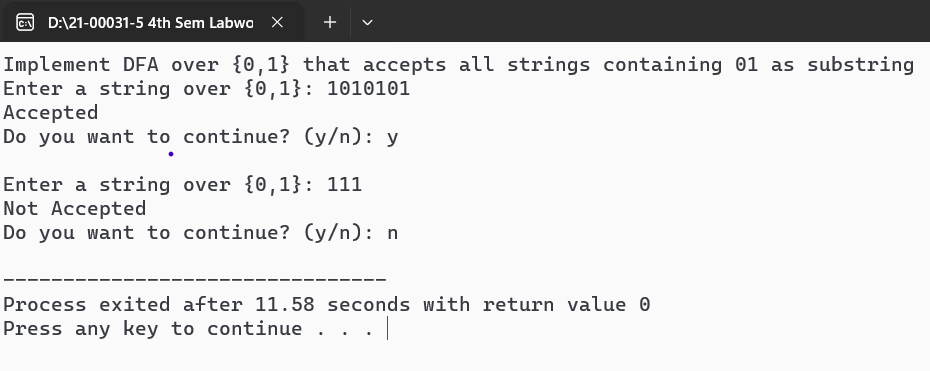 D:\21-00031-5 4th Sem Labwo
Implement DFA over {0,1} that accepts all strings containing 01 as substring
Enter a string over {0,1}: 1010101
Accepted
Do you want to continue? (y/n): y
Enter a string over {0,1}: 111
Not Accepted
Do you want to continue? (y/n): n
--------------------------------
Process exited after 11.58 seconds with return value 0
Press any key to continue . . .